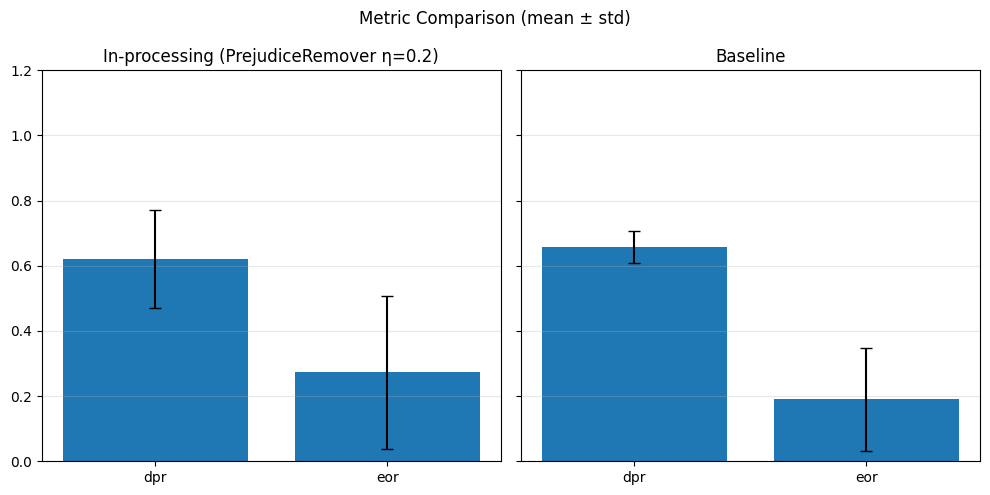 Metric Comparison (mean ± std)
In-processing (PrejudiceRemover η=0.2)
Baseline
1.2
1.0
0.8
0.6
0.4
0.2
0.0
dpr eor
dpr eor